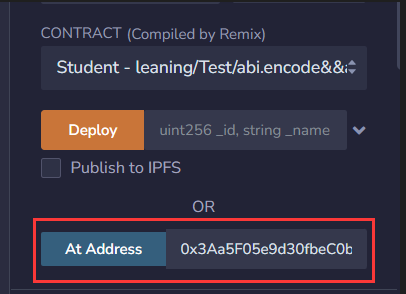 CONTRACT (Compiled by Remix)
Student - leaning/Test/abi.encode&&a
Deploy uint256 _id, string _name
Publish to IPFS
OR
At Address 0x3Aa5F05e9d30fbeC0b